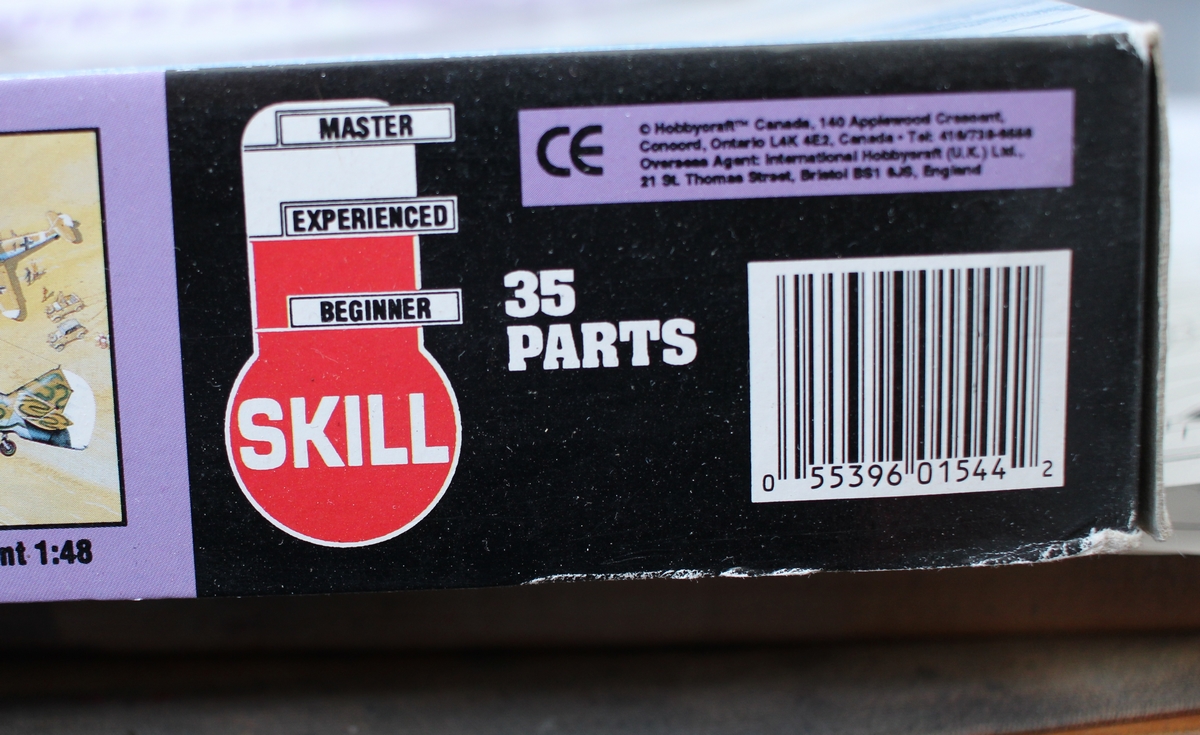 MASTER
EXPERIENCED
BEGINNER
SKILL
35
PARTS
CE
© Hobbycraft™ Canada, 140 Applewood Crescent,
Concord, Ontario L4K 4E2, Canada • Tel: 416/738-
Overseas Agent: International Hobbycraft (U.K.) Ltd.,
21 St. Thomas Street, Bristol BS1 6JS, England
0 55396 01544 2
nt 1:48